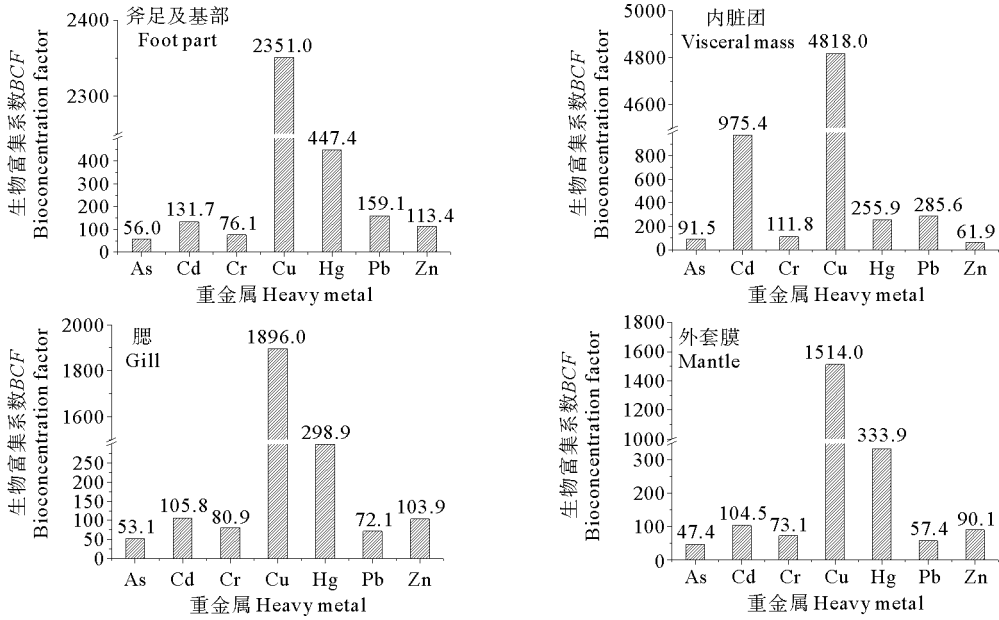 斧足及基部
Foot part
生物富集系数BCF
Bioconcentration factor
2400
2300
400
300
200
100
0
56.0
131.7
76.1
2351.0
447.4
159.1
113.4
As Cd Cr Cu Hg Pb Zn
重金属 Heavy metal
内脏团
Visceral mass
生物富集系数BCF
Bioconcentration factor
5000
4800
4600
800
600
400
200
0
91.5
975.4
111.8
4818.0
255.9
285.6
61.9
As Cd Cr Cu Hg Pb Zn
重金属 Heavy metal
腮
Gill
生物富集系数BCF
Bioconcentration factor
2000
1800
1600
250
200
150
100
50
0
53.1
105.8
80.9
1896.0
298.9
72.1
103.9
As Cd Cr Cu Hg Pb Zn
重金属 Heavy metal
外套膜
Mantle
生物富集系数BCF
Bioconcentration factor
1800
1600
1400
1200
1000
300
200
100
0
47.4
104.5
73.1
1514.0
333.9
57.4
90.1
As Cd Cr Cu Hg Pb Zn
重金属 Heavy metal